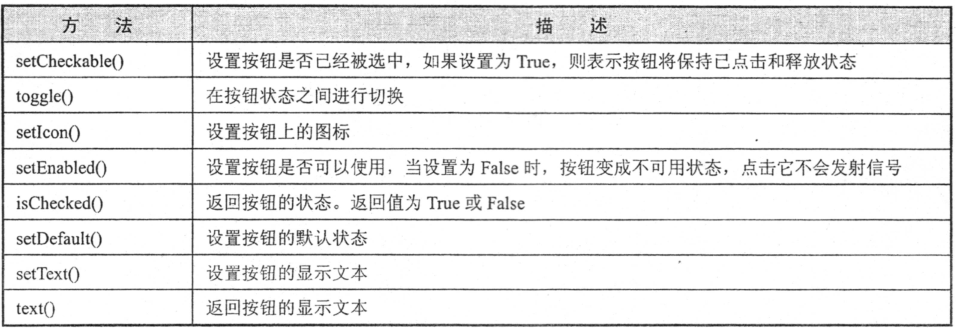 方 法 描 述
setCheckable() 设置按钮是否已经被选中，如果设置为 True，则表示按钮将保持已点击和释放状态
toggle() 在按钮状态之间进行切换
setIcon() 设置按钮上的图标
setEnabled() 设置按钮是否可以使用，当设置为 False 时，按钮变成不可用状态，点击它不会发射信号
isChecked() 返回按钮的状态。返回值为 True 或 False
setDefault() 设置按钮的默认状态
setText() 设置按钮的显示文本
text() 返回按钮的显示文本